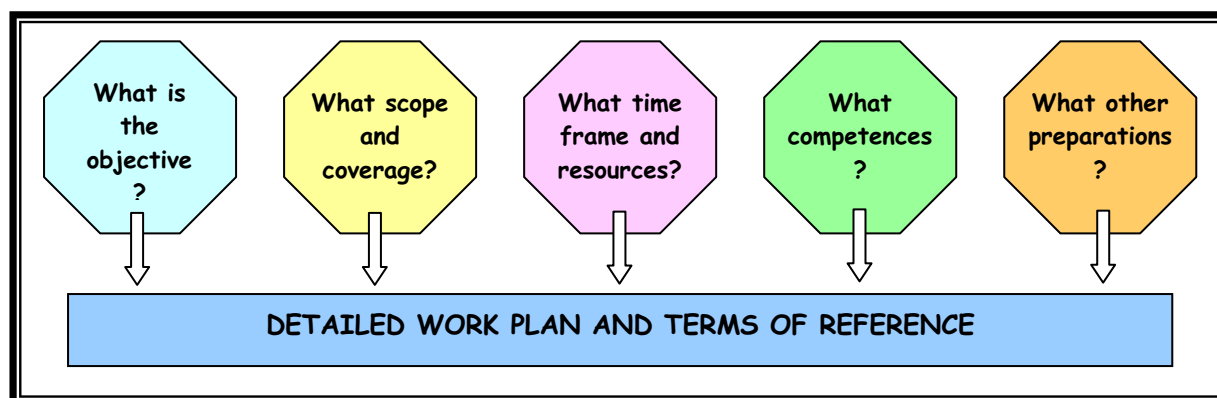 What is
the
objective
?
What scope
and
coverage?
What time
frame and
resources?
What
competences
?
What other
preparations
?
DETAILED WORK PLAN AND TERMS OF REFERENCE